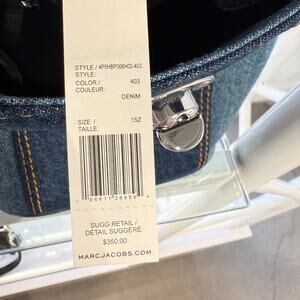 STYLE / 4P5HBP006H02-403
STYLE:
COLOR / 403
COULEUR:
DENIM
SIZE / 1SZ
TAILLE:
SUGG.RETAIL /
DÉTAIL SUGGÉRÉ:
$350.00
MARCJACOBS.COM